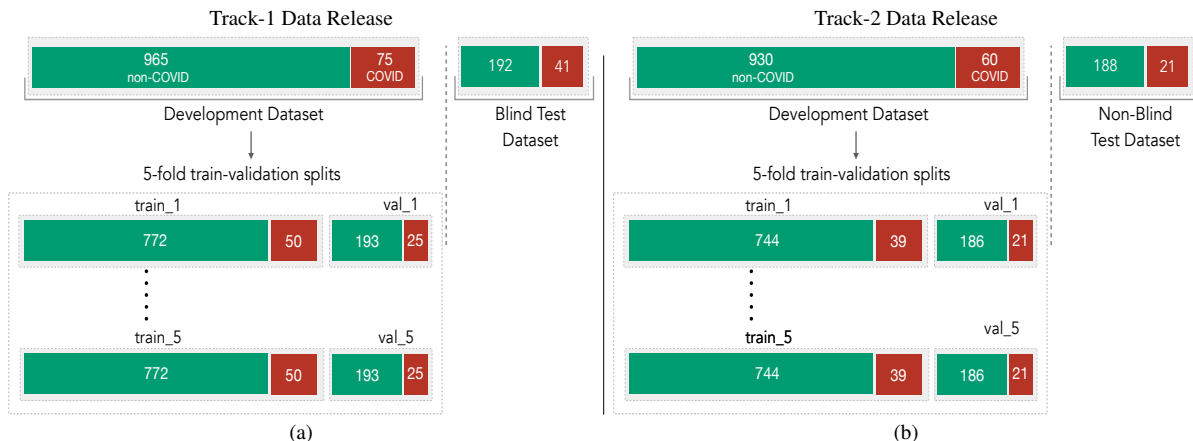 Track-1 Data Release
965
non-COVID
75
COVID
192
41
Development Dataset
Blind Test
Dataset
5-fold train-validation splits
train_1
val_1
772
50
193
25
train_5
val_5
772
50
193
25
(a)
Track-2 Data Release
930
non-COVID
60
COVID
188
21
Development Dataset
Non-Blind
Test Dataset
5-fold train-validation splits
train_1
val_1
744
39
186
21
train_5
val_5
744
39
186
21
(b)